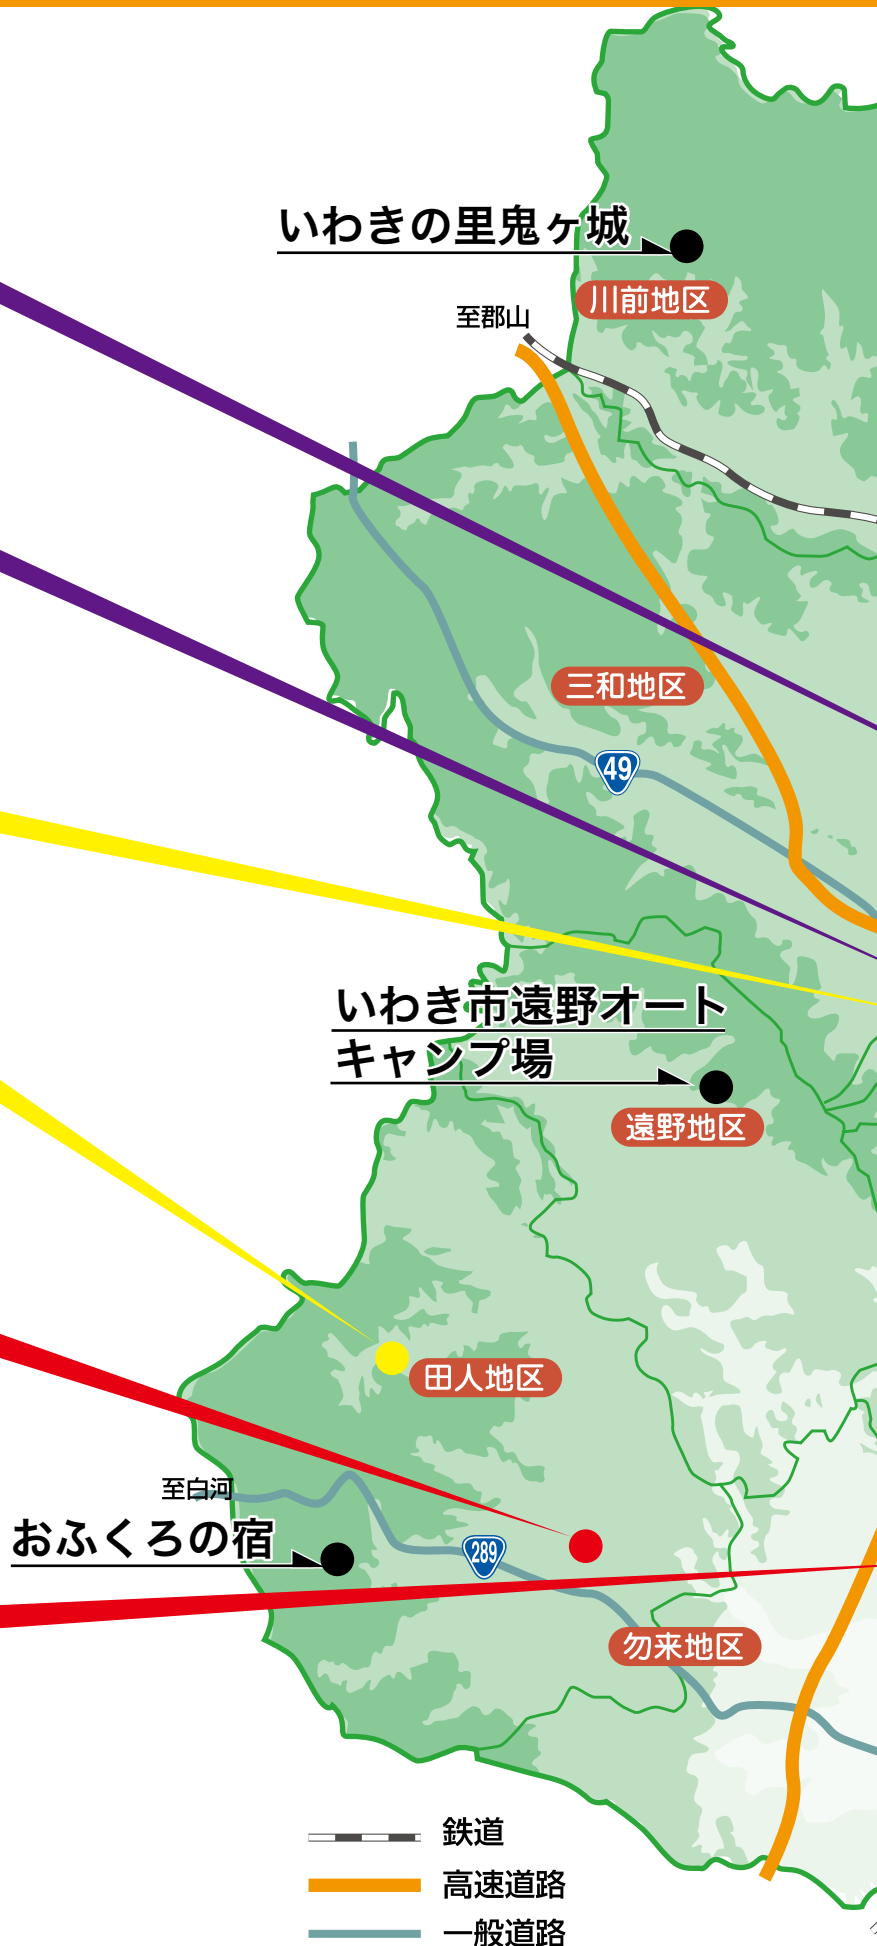 いわきの里鬼ヶ城
川前地区
至郡山
三和地区
49
いわき市遠野オート
キャンプ場
遠野地区
田人地区
至白河
おふくろの宿
289
勿来地区
鉄道
高速道路
一般道路